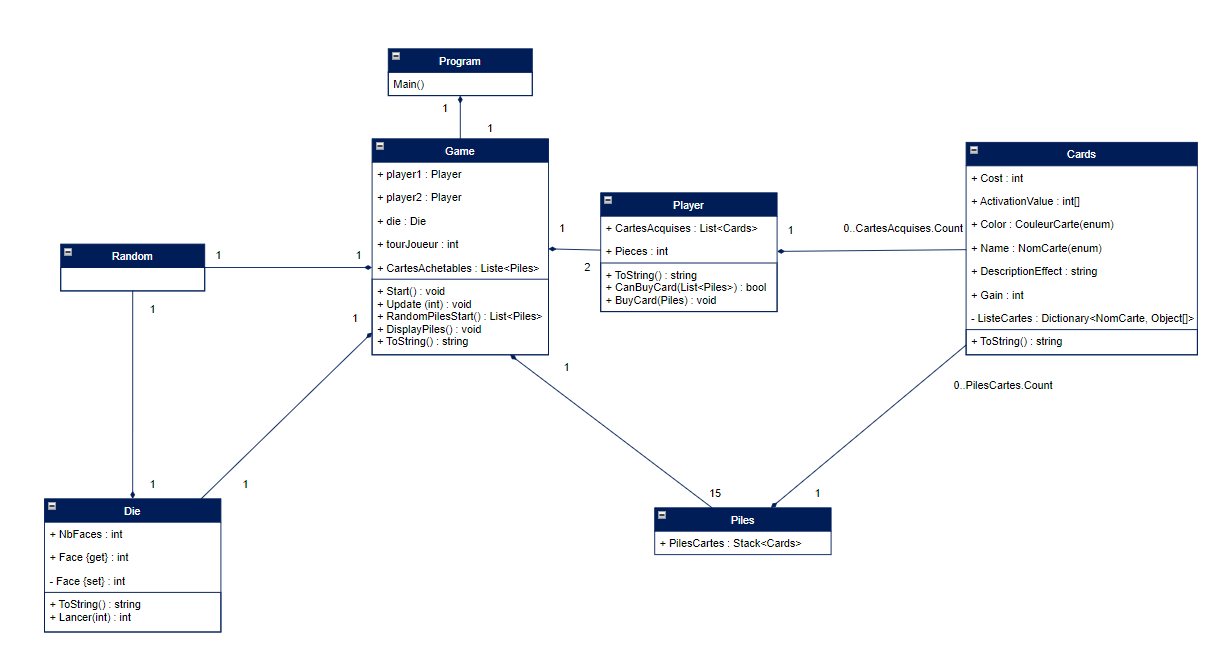 Program
Main()
1
1
Game
+ player1 : Player
+ player2 : Player
+ die : Die
+ tourJoueur : int
+ CartesAchetables : Liste<Piles>
+ Start() : void
+ Update (int) : void
+ RandomPilesStart() : List<Piles>
+ DisplayPiles() : void
+ ToString() : string
1
2
Player
+ CartesAcquises : List<Cards>
+ Pieces : int
+ ToString() : string
+ CanBuyCard(List<Piles>) : bool
+ BuyCard(Piles) : void
1
0..CartesAcquises.Count
Cards
+ Cost : int
+ ActivationValue : int[]
+ Color : CouleurCarte(enum)
+ Name : NomCarte(enum)
+ DescriptionEffect : string
+ Gain : int
- ListeCartes : Dictionary<NomCarte, Object[]>
+ ToString() : string
Random
1
1
1
1
1
1
Die
+ NbFaces : int
+ Face {get} : int
- Face {set} : int
+ ToString() : string
+ Lancer(int) : int
1
15
0..PilesCartes.Count
1
Piles
+ PilesCartes : Stack<Cards>